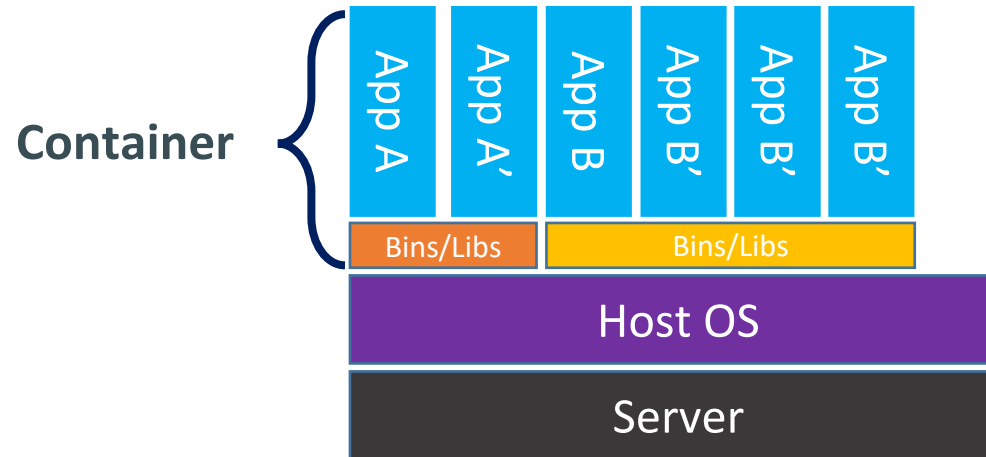 Container
App A
App A’
App B
App B’
App B’
App B’
Bins/Libs
Bins/Libs
Host OS
Server